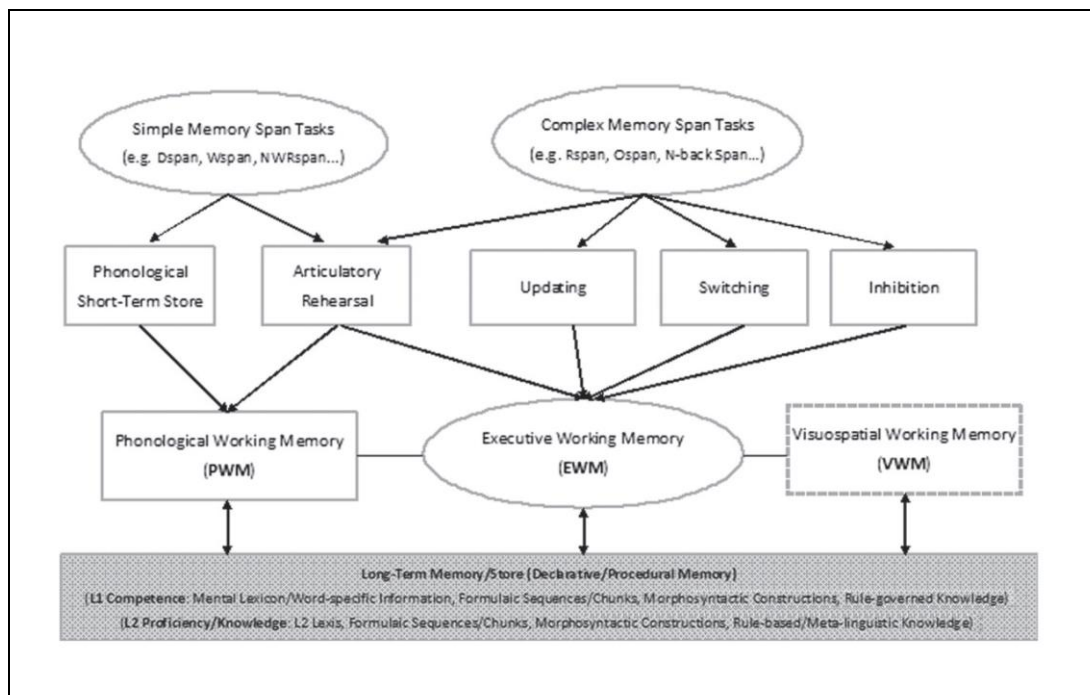 Simple Memory Span Tasks
(e.g. Dspan, Wspan, NWRspan...)
Complex Memory Span Tasks
(e.g. Rspan, Ospan, N-back Span...)
Phonological
Short-Term Store
Articulatory
Rehearsal
Updating
Switching
Inhibition
Phonological Working Memory
(PWM)
Executive Working Memory
(EWM)
Visuospatial Working Memory
(VWM)
Long-Term Memory/Store (Declarative/Procedural Memory)
(L1 Competence: Mental Lexicon/Word-specific Information, Formulaic Sequences/Chunks, Morphosyntactic Constructions, Rule-governed Knowledge)
(L2 Proficiency/Knowledge: L2 Lexis, Formulaic Sequences/Chunks, Morphosyntactic Constructions, Rule-based/Meta-linguistic Knowledge)